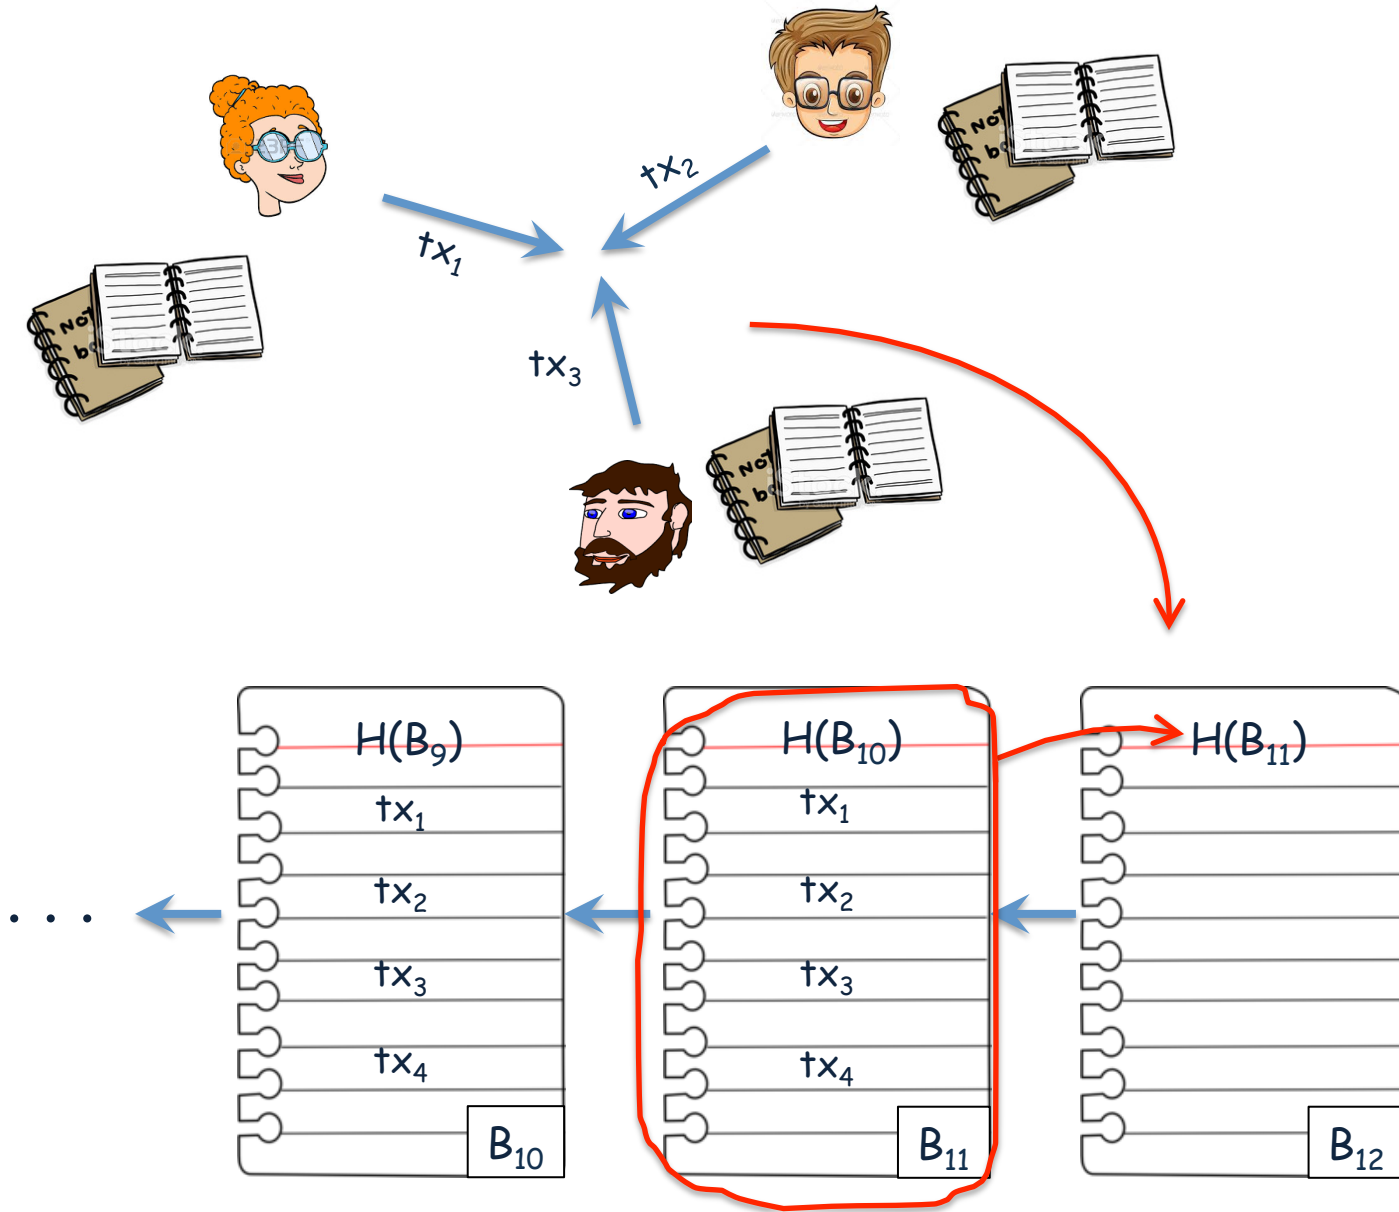 tx₂
tx₁
tx₃
H(B₉)
tx₁
tx₂
tx₃
tx₄
B₁₀
H(B₁₀)
tx₁
tx₂
tx₃
tx₄
B₁₁
H(B₁₁)
B₁₂
. . .